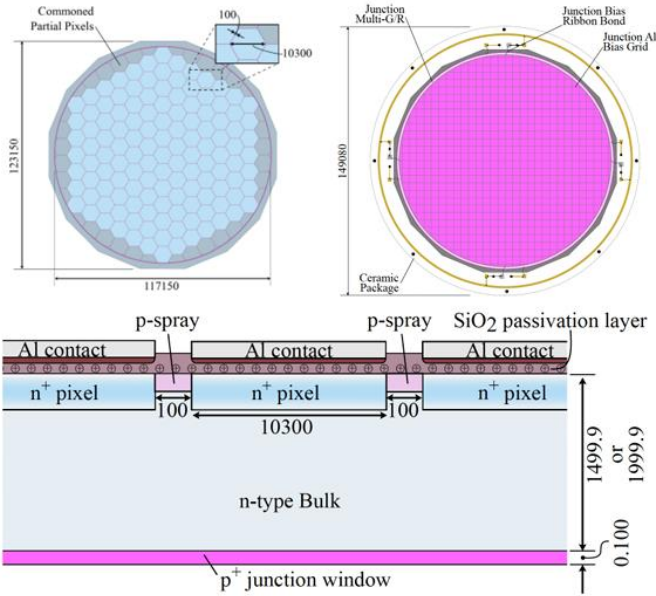 Commoned
Partial Pixels
100
10300
123150
117150
Junction
Multi-G/R
Junction Bias
Ribbon Bond
Junction Al
Bias Grid
149080
Ceramic
Package
p-spray
p-spray
SiO₂ passivation layer
Al contact
Al contact
Al contact
n⁺ pixel
n⁺ pixel
n⁺ pixel
100
10300
100
n-type Bulk
1499.9
or
1999.9
0.100
p⁺ junction window